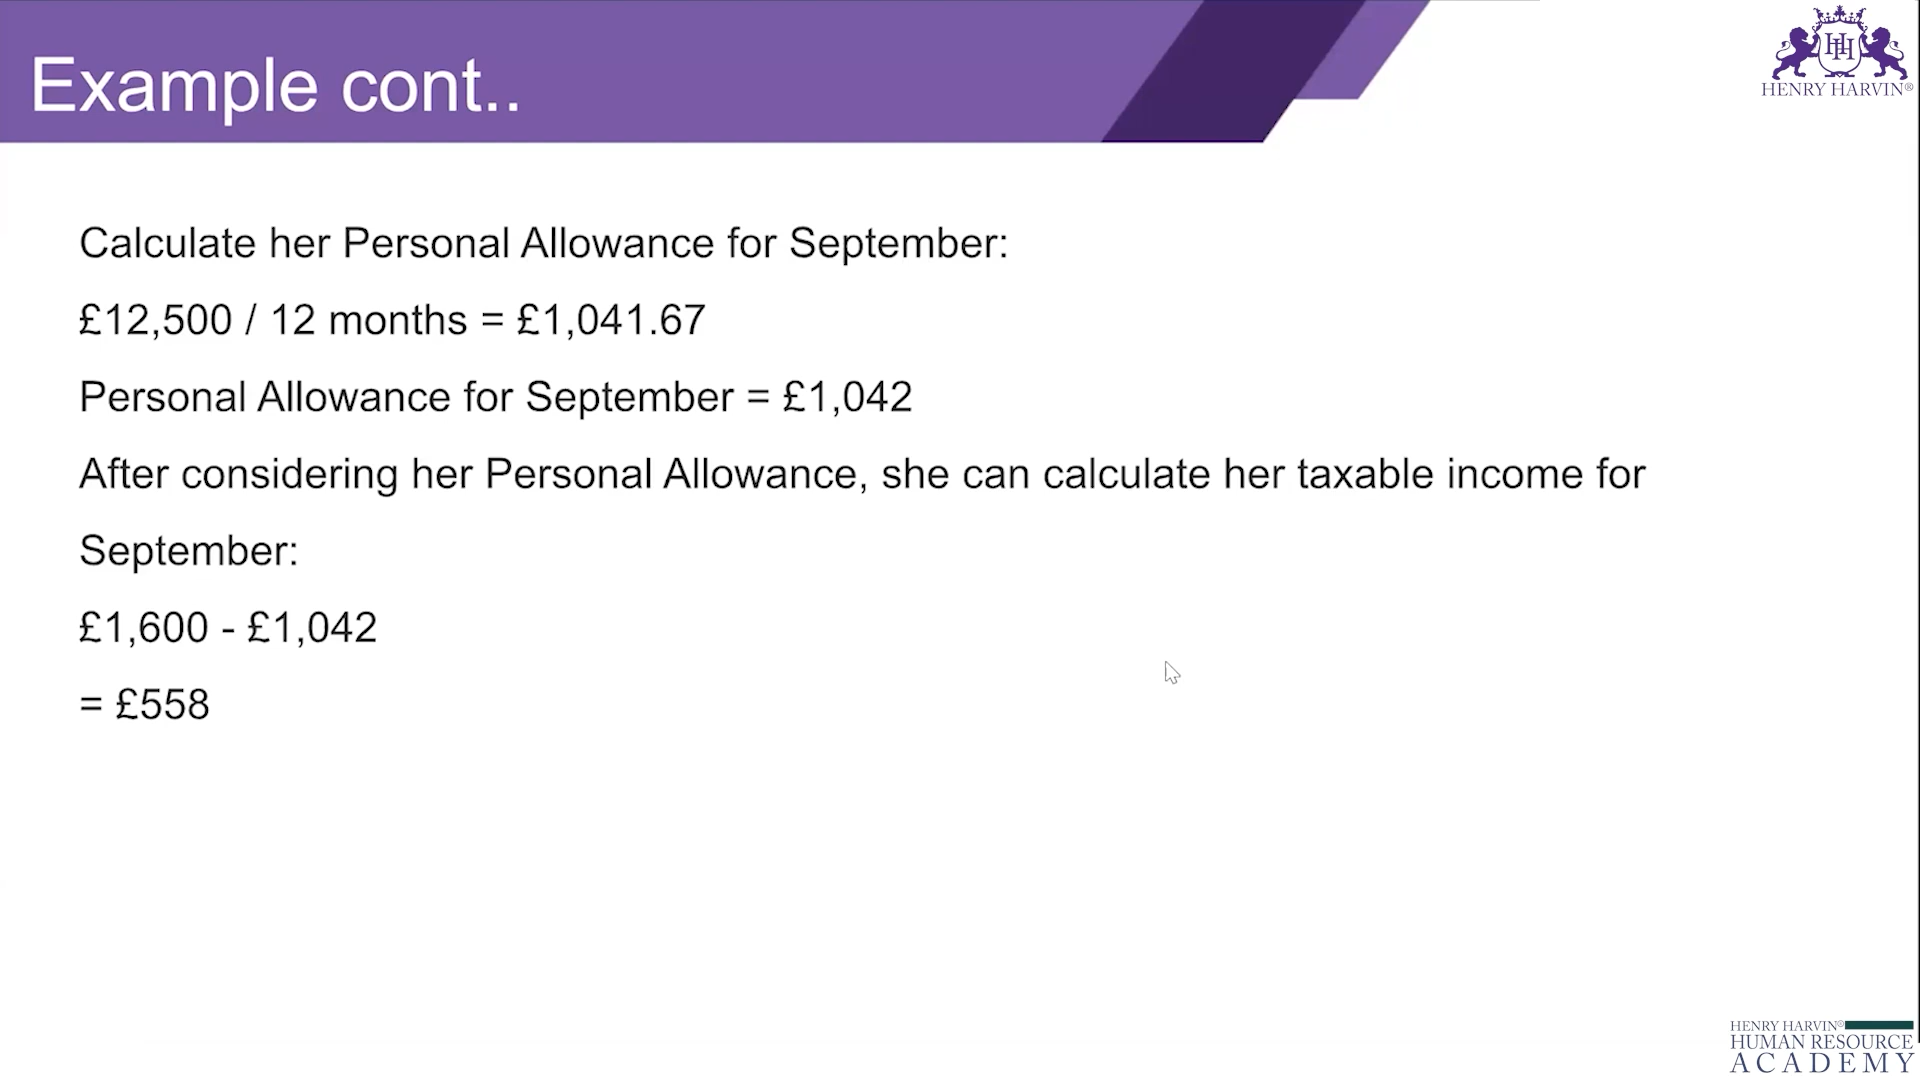 Example cont..
HENRY HARVIN®
Calculate her Personal Allowance for September:
£12,500 / 12 months = £1,041.67
Personal Allowance for September = £1,042
After considering her Personal Allowance, she can calculate her taxable income for
September:
£1,600 - £1,042
= £558
HENRY HARVIN®
HUMAN RESOURCE
ACADEMY